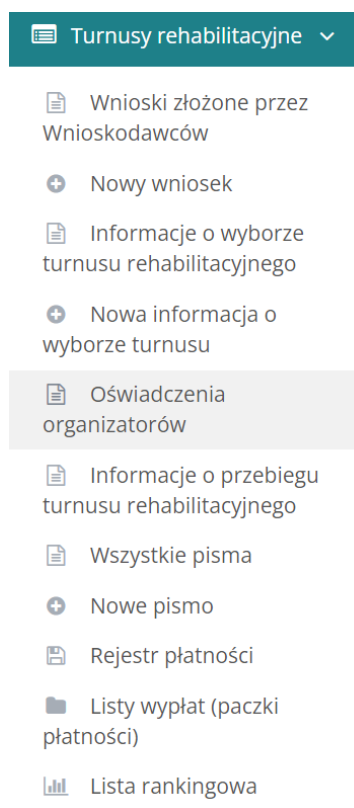 Turnusy rehabilitacyjne
Wnioski złożone przez
Wnioskodawców
Nowy wniosek
Informacje o wyborze
turnusu rehabilitacyjnego
Nowa informacja o
wyborze turnusu
Oświadczenia
organizatorów
Informacje o przebiegu
turnusu rehabilitacyjnego
Wszystkie pisma
Nowe pismo
Rejestr płatności
Listy wypłat (paczki
płatności)
Lista rankingowa